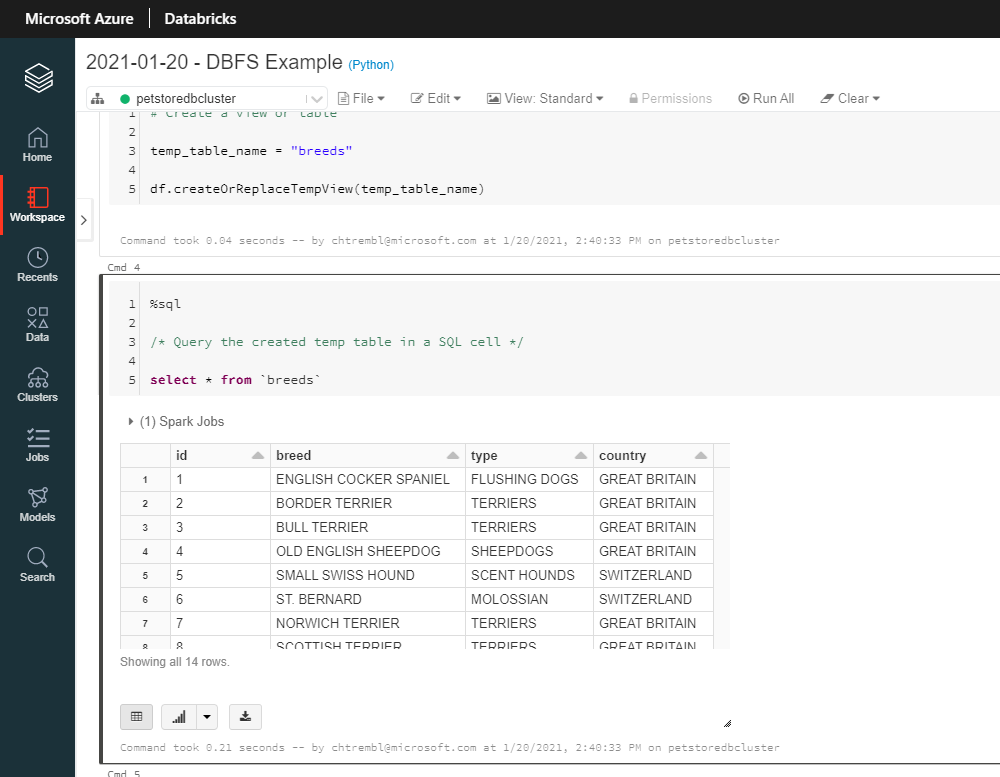 Microsoft Azure | Databricks
2021-01-20 - DBFS Example (Python)
petstoredbcluster File Edit View: Standard Permissions Run All Clear
Home
Workspace
Recents
Data
Clusters
Jobs
Models
Search
1 # Create a view or table
2
3 temp_table_name = "breeds"
4
5 df.createOrReplaceTempView(temp_table_name)
Command took 0.04 seconds -- by chtrembl@microsoft.com at 1/20/2021, 2:40:33 PM on petstoredbcluster
Cmd 4
1 %sql
2
3 /* Query the created temp table in a SQL cell */
4
5 select * from `breeds`
(1) Spark Jobs
id breed type country
1 1 ENGLISH COCKER SPANIEL FLUSHING DOGS GREAT BRITAIN
2 2 BORDER TERRIER TERRIERS GREAT BRITAIN
3 3 BULL TERRIER TERRIERS GREAT BRITAIN
4 4 OLD ENGLISH SHEEPDOG SHEEPDOGS GREAT BRITAIN
5 5 SMALL SWISS HOUND SCENT HOUNDS SWITZERLAND
6 6 ST. BERNARD MOLOSSIAN SWITZERLAND
7 7 NORWICH TERRIER TERRIERS GREAT BRITAIN
8 8 SCOTTISH TERRIER TERRIERS GREAT BRITAIN
Showing all 14 rows.
Command took 0.21 seconds -- by chtrembl@microsoft.com at 1/20/2021, 2:40:33 PM on petstoredbcluster
Cmd 5